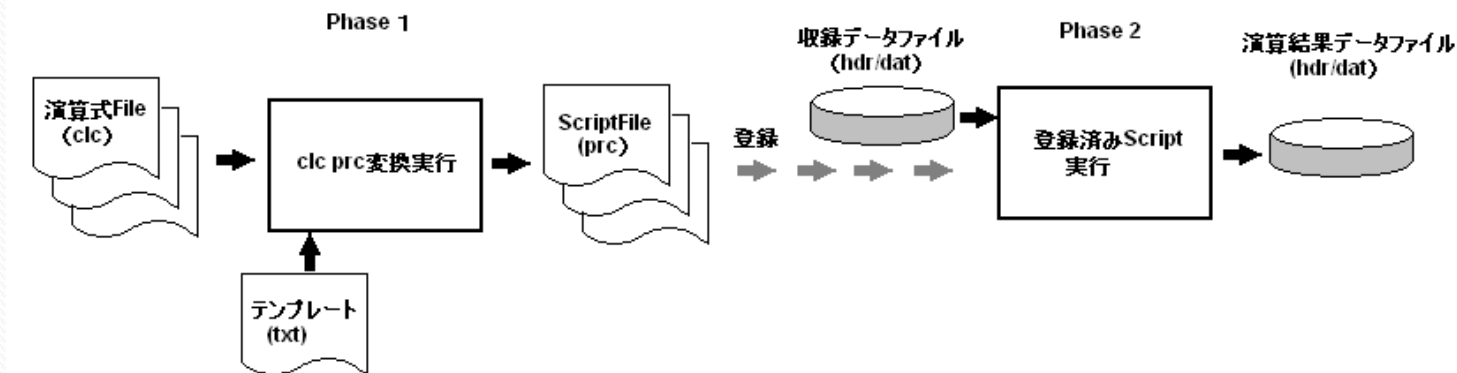 Phase 1
演算式File
(clc)
clc prc変換実行
テンプレート
(txt)
ScriptFile
(prc)
登録
収録データファイル
(hdr/dat)
Phase 2
登録済みScript
実行
演算結果データファイル
(hdr/dat)